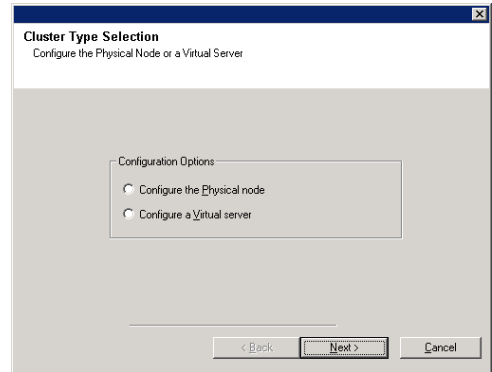 Cluster Type Selection
Configure the Physical Node or a Virtual Server
Configuration Options
Configure the Physical node
Configure a Virtual server
< Back
Next >
Cancel